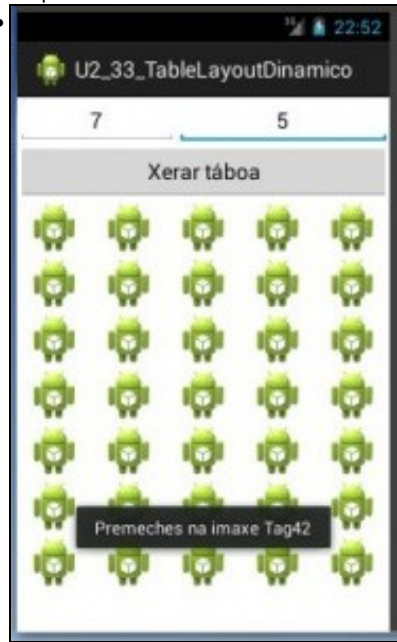 22:52
U2_33_TableLayoutDinamico
7 5
Xerar táboa
Premeches na imaxe Tag42